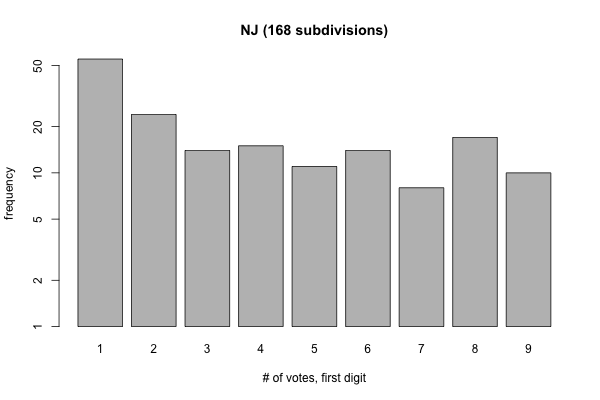 NJ (168 subdivisions)
frequency
50
20
10
5
2
1
1 2 3 4 5 6 7 8 9
# of votes, first digit